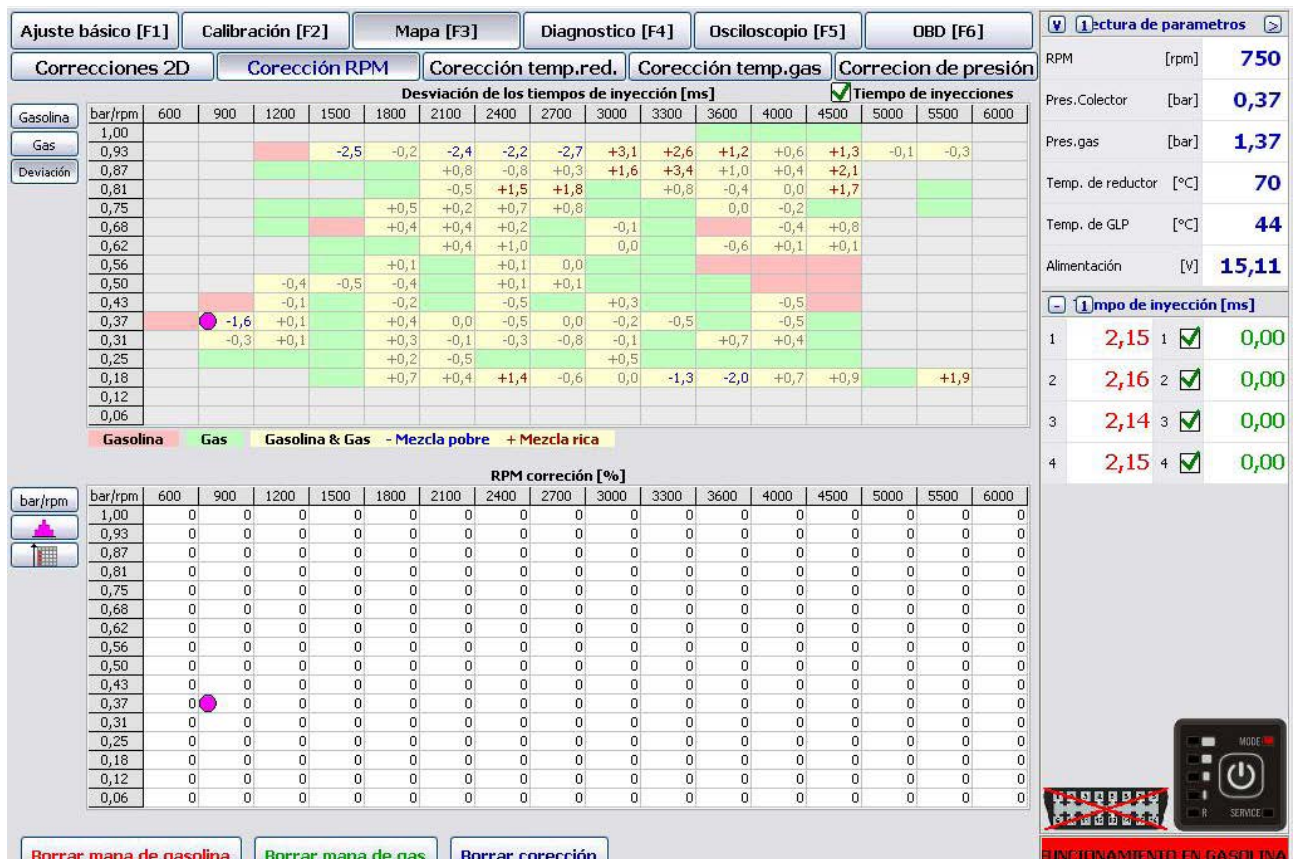 Ajuste básico [F1] Calibración [F2] Mapa [F3] Diagnostico [F4] Osciloscopio [F5] OBD [F6]
Correcciones 2D Corección RPM Corección temp.red. Corección temp.gas Correcion de presión
Desviación de los tiempos de inyección [ms] Tiempo de inyecciones
Gasolina
Gas
Deviación
bar/rpm 600 900 1200 1500 1800 2100 2400 2700 3000 3300 3600 4000 4500 5000 5500 6000
1,00
0,93 -2,5 -0,2 -2,4 -2,2 -2,7 +3,1 +2,6 +1,2 +0,6 +1,3 -0,1 -0,3
0,87 +0,8 -0,8 +0,3 +1,6 +3,4 +1,0 +0,4 +2,1
0,81 -0,5 +1,5 +1,8 +0,8 -0,4 0,0 +1,7
0,75 +0,5 +0,2 +0,7 +0,8 0,0 -0,2
0,68 +0,4 +0,4 +0,2 -0,1 -0,4 +0,8
0,62 +0,4 +1,0 0,0 -0,6 +0,1 +0,1
0,56 +0,1 +0,1 0,0
0,50 -0,4 -0,5 -0,4 +0,1 +0,1
0,43 -0,1 -0,2 -0,5 +0,3 -0,5
0,37 -1,6 +0,1 +0,4 0,0 -0,5 0,0 -0,2 -0,5 -0,5
0,31 -0,3 +0,1 +0,3 -0,1 -0,3 -0,8 -0,1 +0,7 +0,4
0,25 +0,2 -0,5 +0,5
0,18 +0,7 +0,4 +1,4 -0,6 0,0 -1,3 -2,0 +0,7 +0,9 +1,9
0,12
0,06
Gasolina Gas Gasolina & Gas - Mezcla pobre + Mezcla rica
RPM correción [%]
bar/rpm
bar/rpm 600 900 1200 1500 1800 2100 2400 2700 3000 3300 3600 4000 4500 5000 5500 6000
1,00 0 0 0 0 0 0 0 0 0 0 0 0 0 0 0 0
0,93 0 0 0 0 0 0 0 0 0 0 0 0 0 0 0 0
0,87 0 0 0 0 0 0 0 0 0 0 0 0 0 0 0 0
0,81 0 0 0 0 0 0 0 0 0 0 0 0 0 0 0 0
0,75 0 0 0 0 0 0 0 0 0 0 0 0 0 0 0 0
0,68 0 0 0 0 0 0 0 0 0 0 0 0 0 0 0 0
0,62 0 0 0 0 0 0 0 0 0 0 0 0 0 0 0 0
0,56 0 0 0 0 0 0 0 0 0 0 0 0 0 0 0 0
0,50 0 0 0 0 0 0 0 0 0 0 0 0 0 0 0 0
0,43 0 0 0 0 0 0 0 0 0 0 0 0 0 0 0 0
0,37 0 0 0 0 0 0 0 0 0 0 0 0 0 0 0 0
0,31 0 0 0 0 0 0 0 0 0 0 0 0 0 0 0 0
0,25 0 0 0 0 0 0 0 0 0 0 0 0 0 0 0 0
0,18 0 0 0 0 0 0 0 0 0 0 0 0 0 0 0 0
0,12 0 0 0 0 0 0 0 0 0 0 0 0 0 0 0 0
0,06 0 0 0 0 0 0 0 0 0 0 0 0 0 0 0 0
Borrar mapa de gasolina Borrar mapa de gas Borrar corección
1 ectura de parametros
RPM [rpm] 750
Pres.Colector [bar] 0,37
Pres.gas [bar] 1,37
Temp. de reductor [°C] 70
Temp. de GLP [°C] 44
Alimentación [V] 15,11
- 1 mpo de inyección [ms]
1 2,15 1 0,00
2 2,16 2 0,00
3 2,14 3 0,00
4 2,15 4 0,00
MODE
R SERVICE
FUNCIONAMIENTO EN GASOLINA